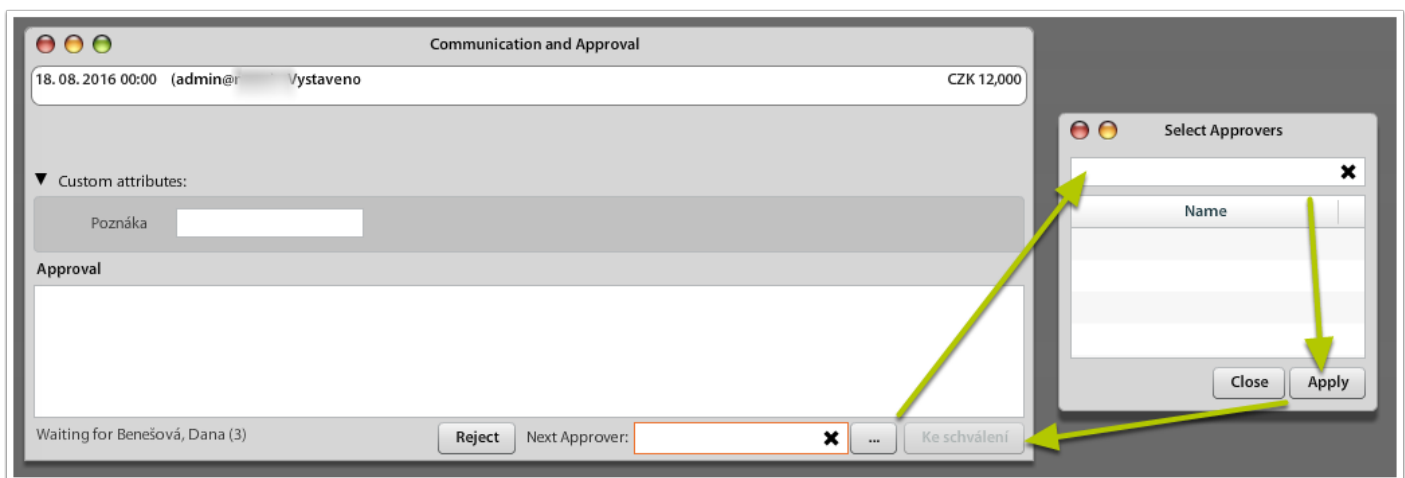 Communication and Approval
18. 08. 2016 00:00 (admin@ Vystaveno CZK 12,000
Custom attributes:
Poznáka
Approval
Waiting for Benešová, Dana (3) Reject Next Approver: ... Ke schválení
Select Approvers
Name
Close Apply